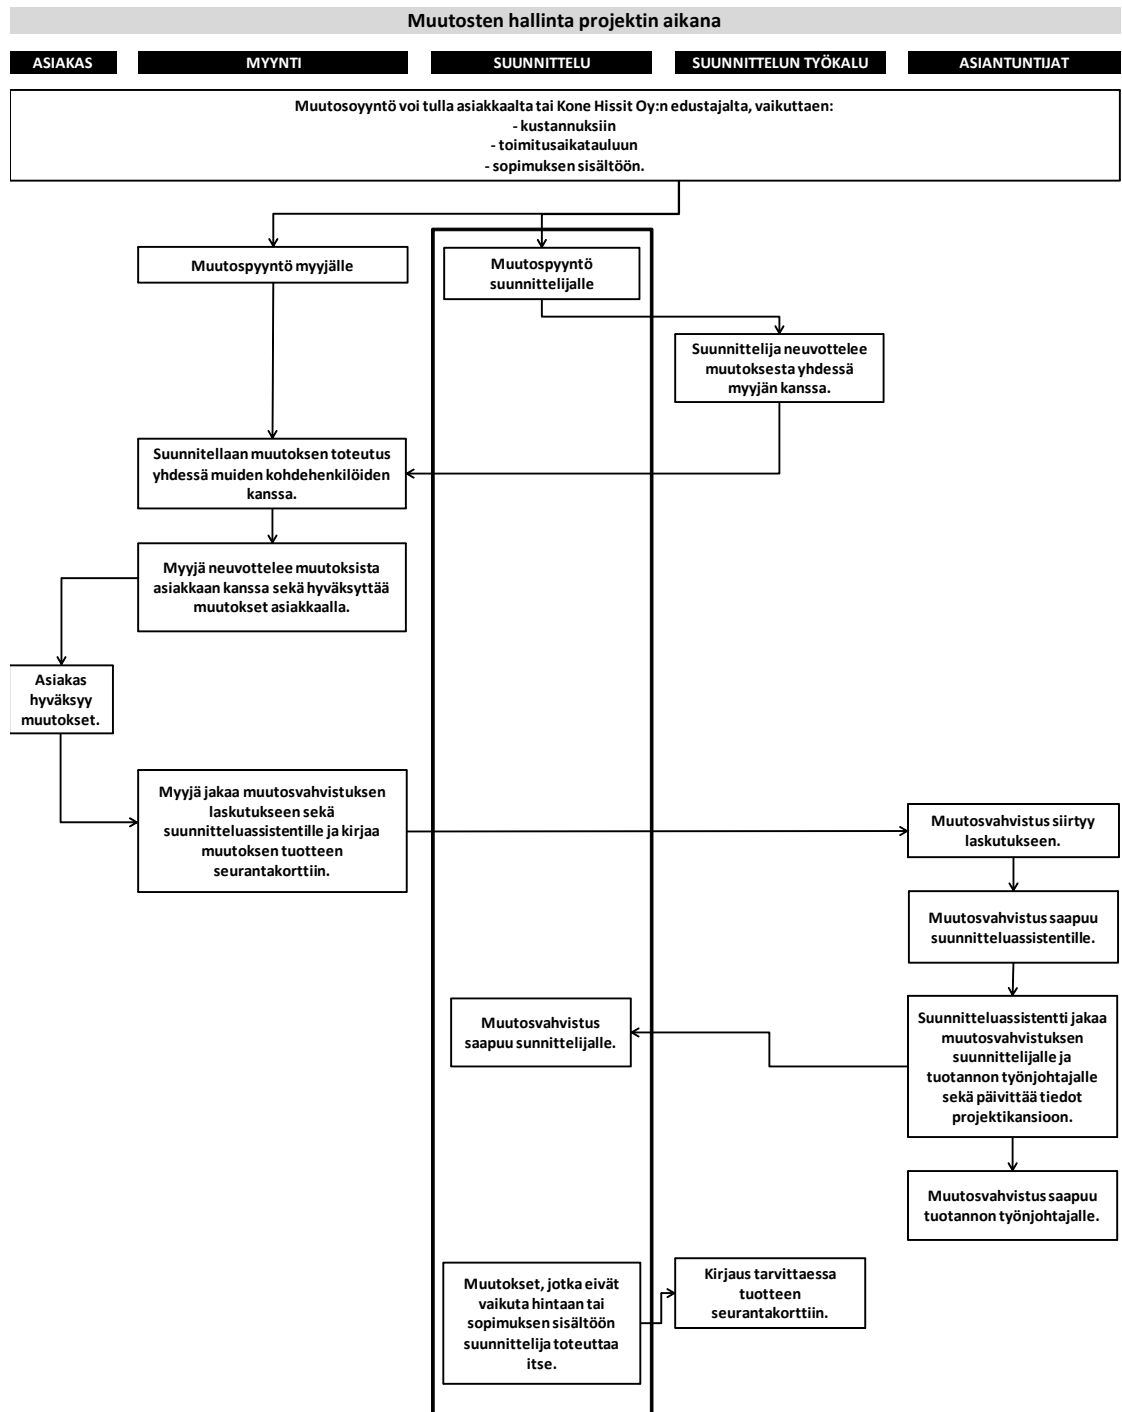 Muutosten hallinta projektin aikana
ASIAKAS
MYYNTI
SUUNNITTELU
SUUNNITTELUN TYÖKALU
ASIANTUNTIJAT
Muutosoyyntö voi tulla asiakkaalta tai Kone Hissit Oy:n edustajalta, vaikuttaen:
- kustannuksiin
- toimitusaikatauluun
- sopimuksen sisältöön.
Muutospyyntö myyjälle
Muutospyyntö
suunnittelijalle
Suunnittelija neuvottelee
muutoksesta yhdessä
myyjän kanssa.
Suunnitellaan muutoksen toteutus
yhdessä muiden kohdehenkilöiden
kanssa.
Myyjä neuvottelee muutoksista
asiakkaan kanssa sekä hyväksyttää
muutokset asiakkaalla.
Asiakas
hyväksyy
muutokset.
Myyjä jakaa muutosvahvistuksen
laskutukseen sekä
suunnitteluassistentille ja kirjaa
muutoksen tuotteen
seurantakorttiin.
Muutosvahvistus siirtyy
laskutukseen.
Muutosvahvistus saapuu
suunnitteluassistentille.
Muutosvahvistus
saapuu sunnittelijalle.
Suunnitteluassistentti jakaa
muutosvahvistuksen
suunnittelijalle ja
tuotannon työnjohtajalle
sekä päivittää tiedot
projektikansioon.
Muutosvahvistus saapuu
tuotannon työnjohtajalle.
Muutokset, jotka eivät
vaikuta hintaan tai
sopimuksen sisältöön
suunnittelija toteuttaa
itse.
Kirjaus tarvittaessa
tuotteen
seurantakorttiin.